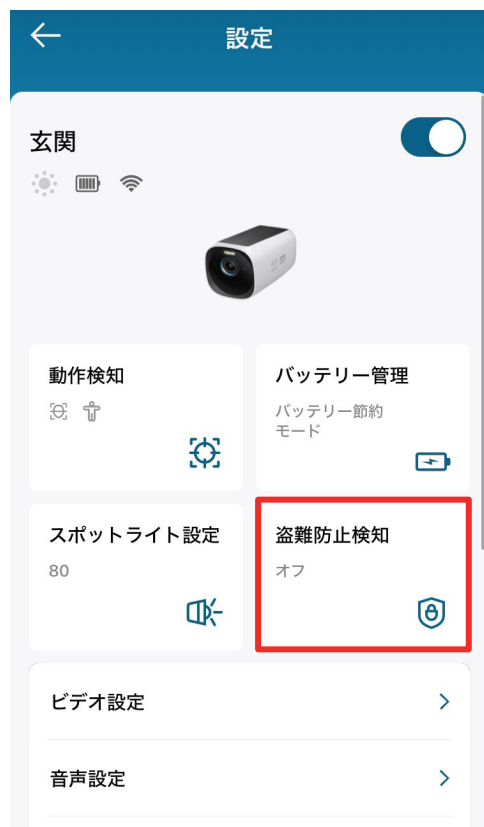 設定
玄関
動作検知
バッテリー管理
バッテリー節約
モード
スポットライト設定
80
盗難防止検知
オフ
ビデオ設定
音声設定